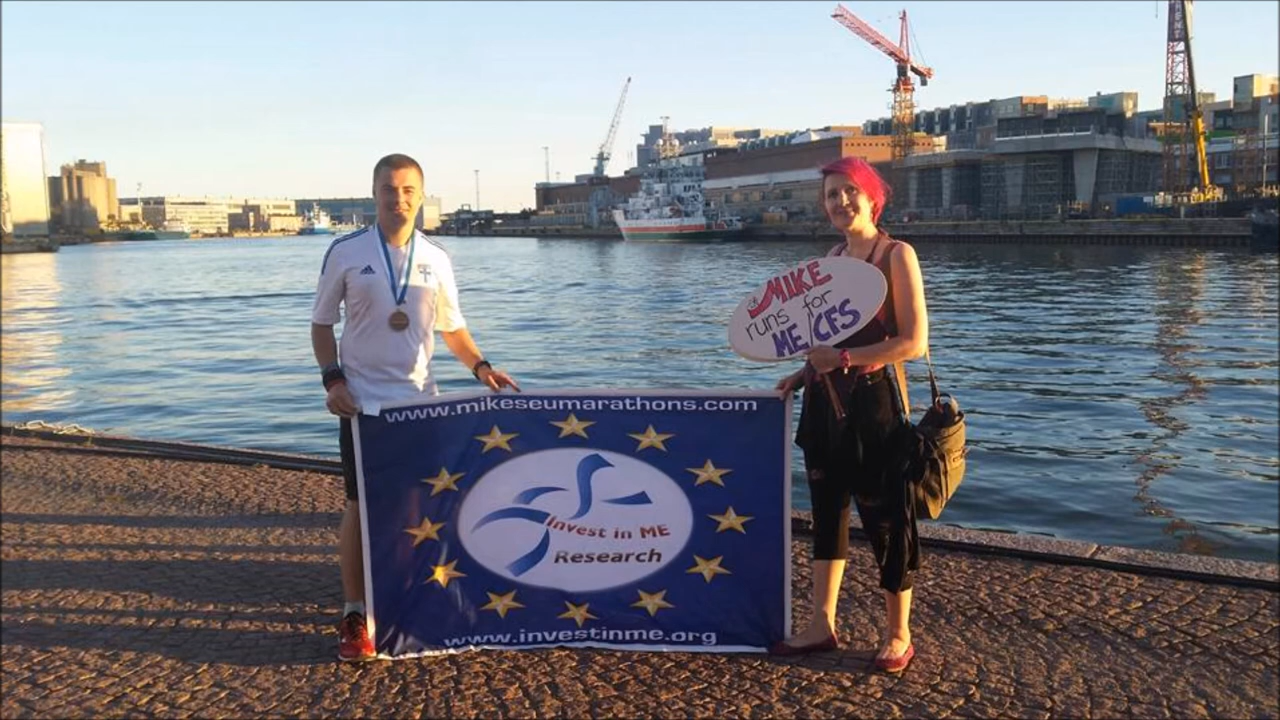 MIKE
runs for
ME/CFS
www.mikeseumarathons.com
Invest in ME
Research
www.investinme.org